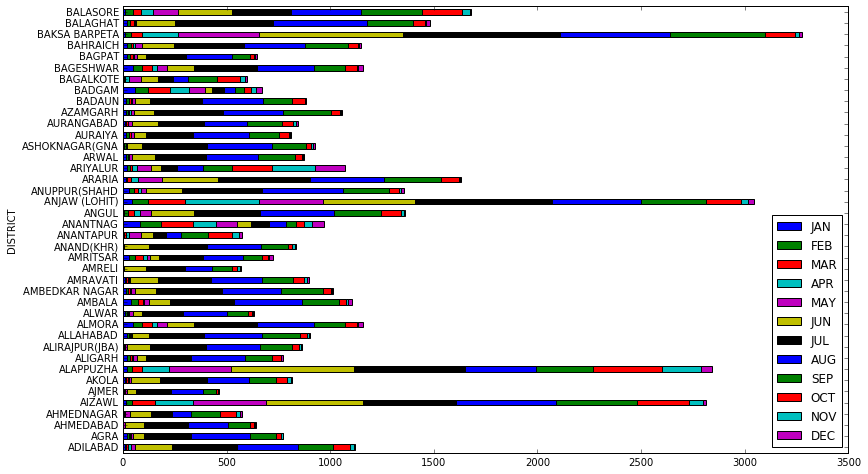 BALASORE
BALAGHAT
BAKSA BARPETA
BAHRAICH
BAGPAT
BAGESHWAR
BAGALKOTE
BADGAM
BADAUN
AZAMGARH
AURANGABAD
AURAIYA
ASHOKNAGAR(GNA
ARWAL
ARIYALUR
ARARIA
ANUPPUR(SHAHD
ANJAW (LOHIT)
ANGUL
ANANTNAG
ANANTAPUR
ANAND(KHR)
AMRITSAR
AMRELI
AMRAVATI
AMBEDKAR NAGAR
AMBALA
ALWAR
ALMORA
ALLAHABAD
ALIRAJPUR(JBA)
ALIGARH
ALAPPUZHA
AKOLA
AJMER
AIZAWL
AHMEDNAGAR
AHMEDABAD
AGRA
ADILABAD
DISTRICT
JAN
FEB
MAR
APR
MAY
JUN
JUL
AUG
SEP
OCT
NOV
DEC
0 500 1000 1500 2000 2500 3000 3500